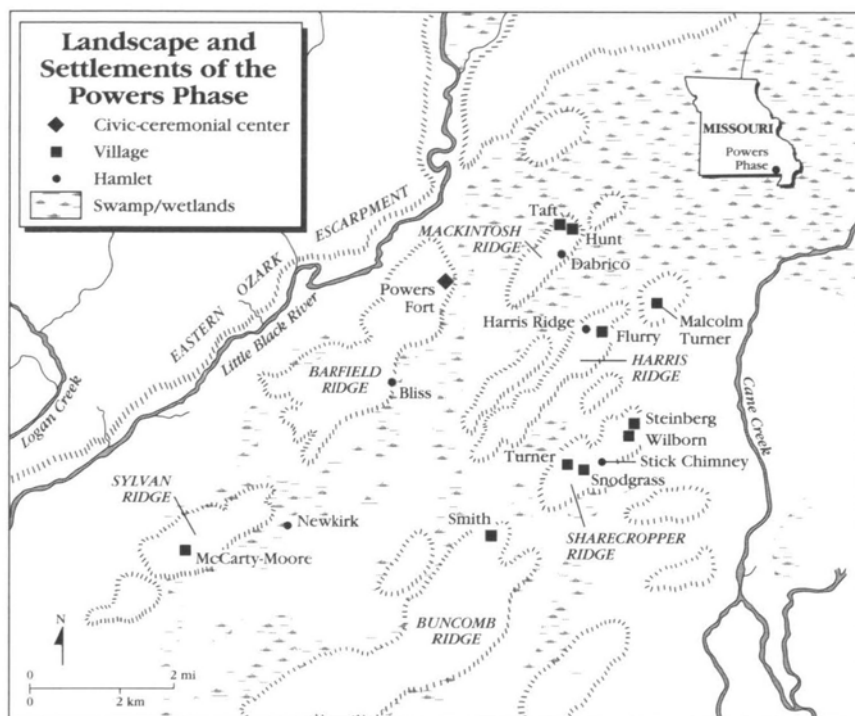 Landscape and
Settlements of the
Powers Phase
Civic-ceremonial center
Village
Hamlet
Swamp/wetlands
MISSOURI
Powers
Phase
EASTERN OZARK ESCARPMENT
Little Black River
Logan Creek
Cane Creek
Taft
Hunt
MACKINTOSH
RIDGE
Dabrico
Powers
Fort
Harris Ridge
Flurry
Malcolm
Turner
HARRIS
RIDGE
BARFIELD
RIDGE
Bliss
Steinberg
Wilborn
Turner
Stick Chimney
Snodgrass
SYLVAN
RIDGE
Newkirk
McCarty-Moore
Smith
SHARECROPPER
RIDGE
BUNCOMB
RIDGE
N
0 2 mi
0 2 km